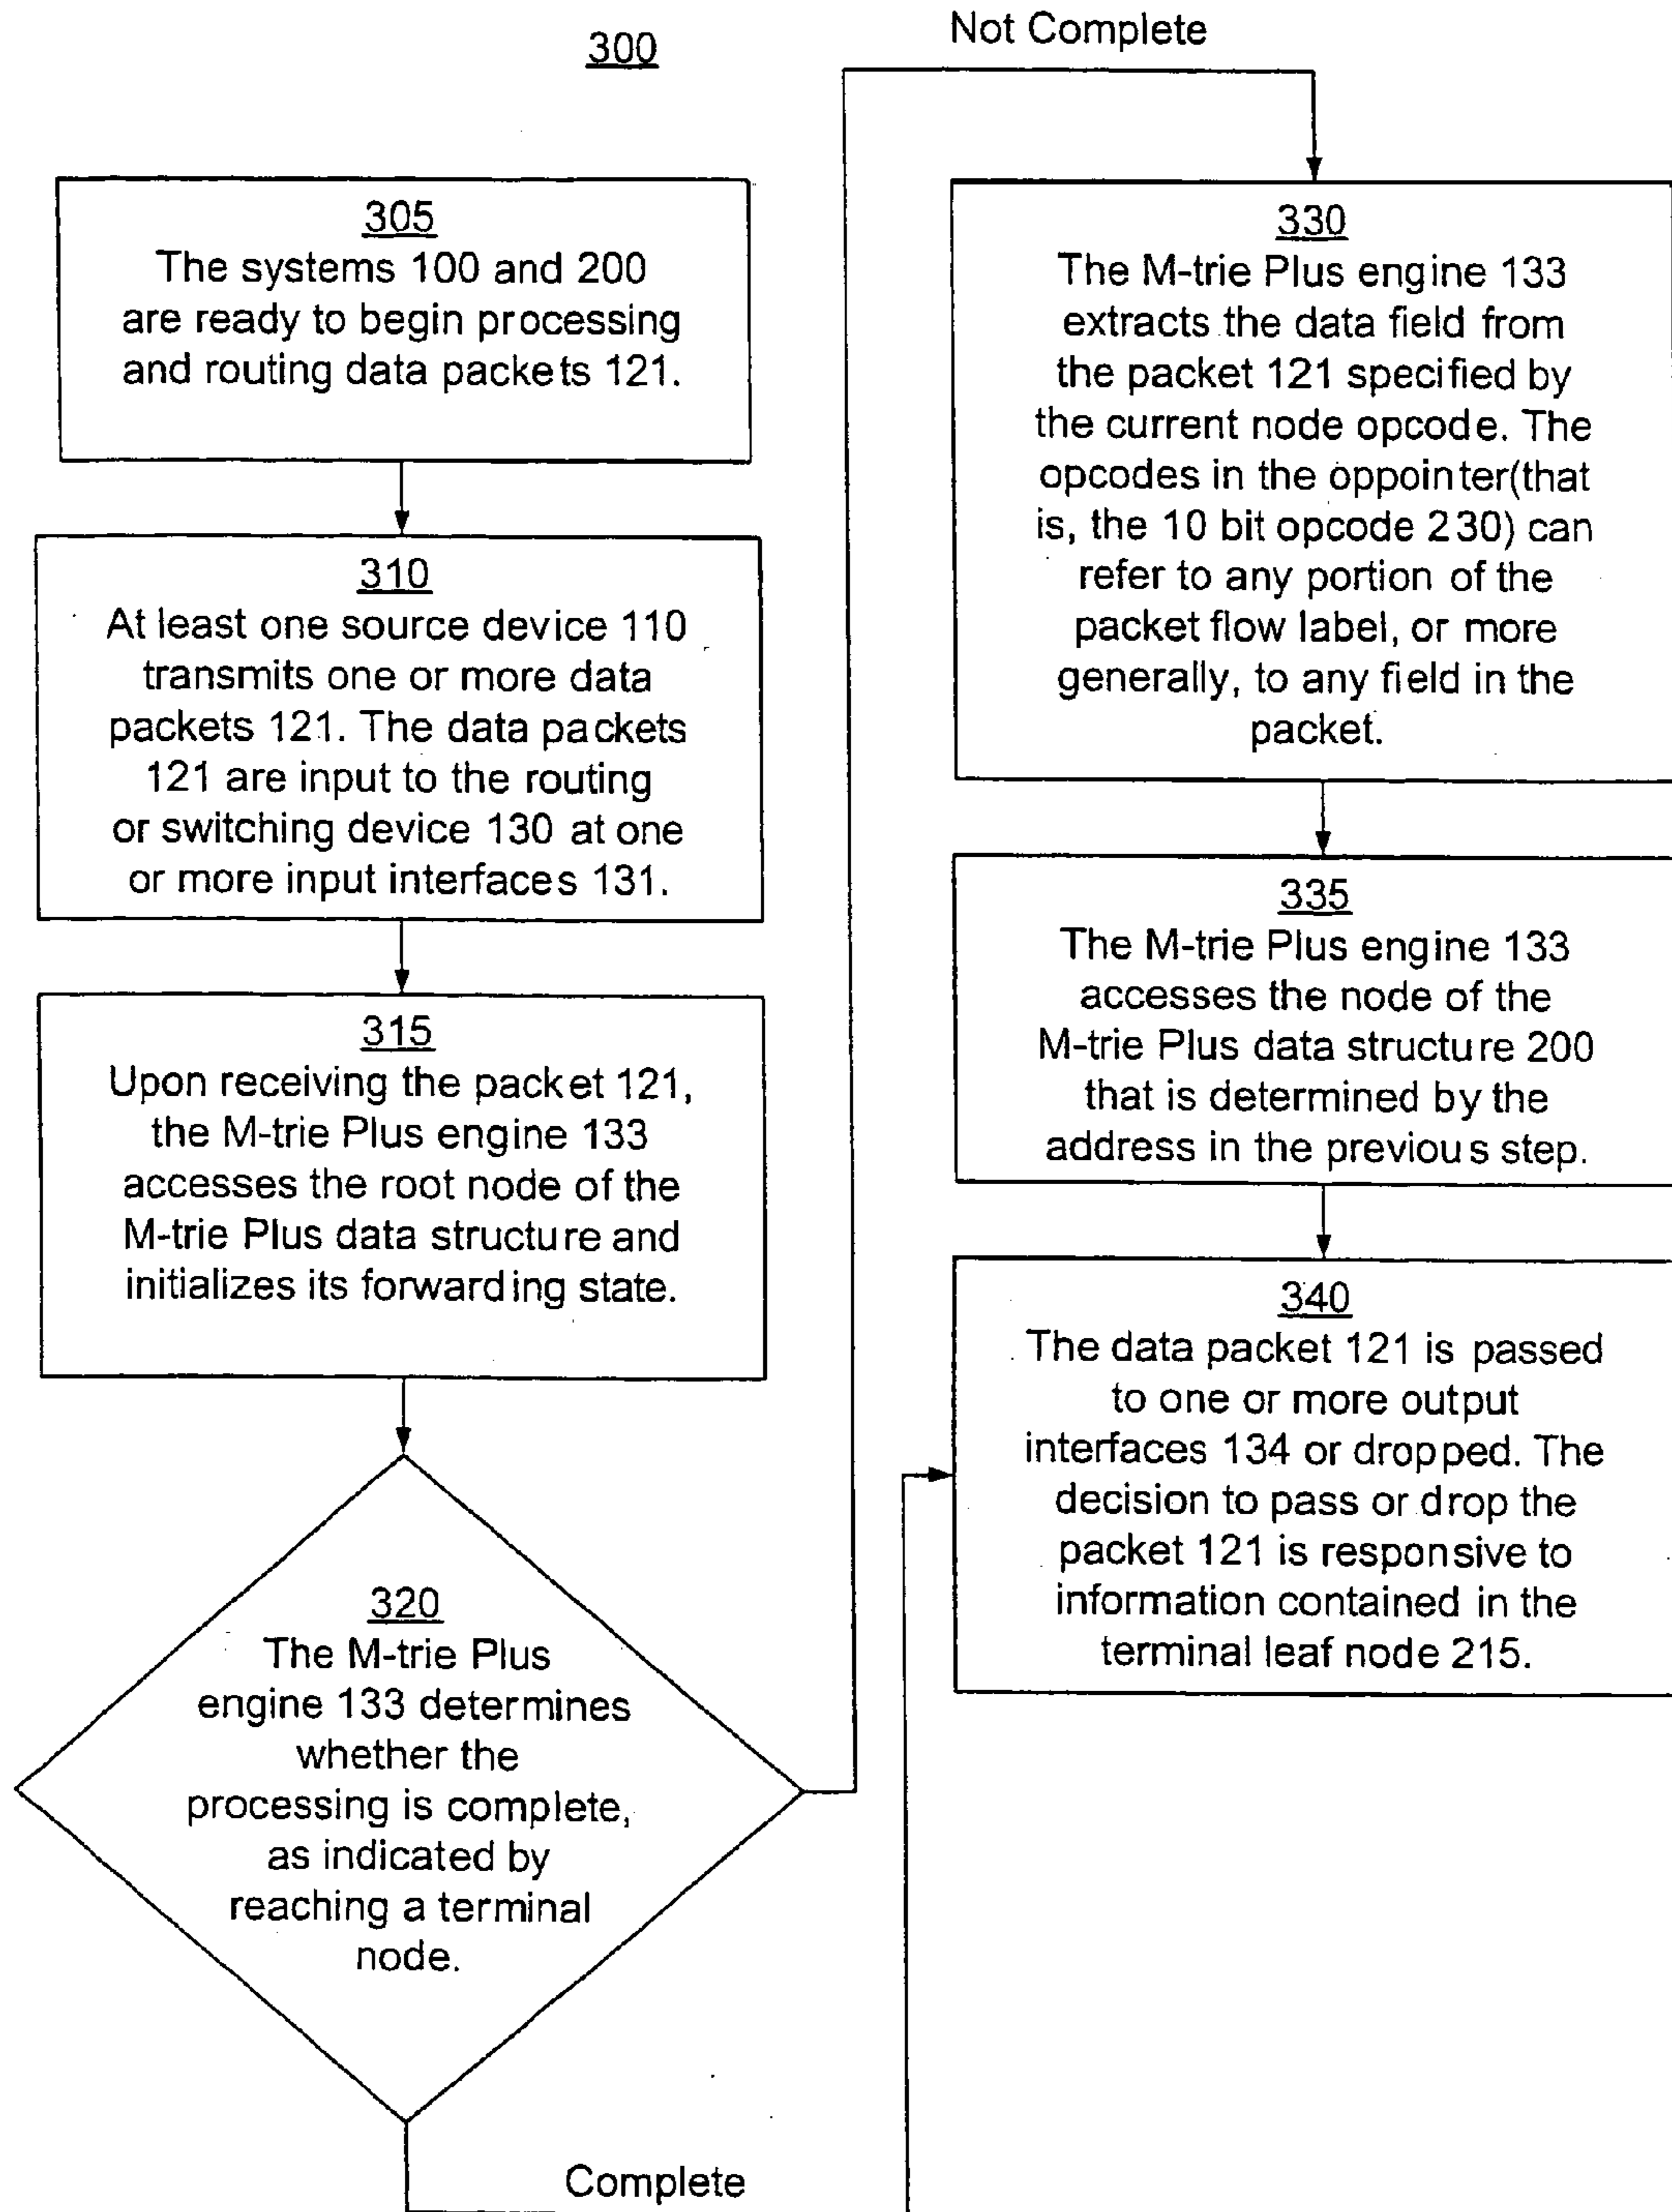 300
Not Complete
305
The systems 100 and 200
are ready to begin processing
and routing data packets 121.
310
At least one source device 110
transmits one or more data
packets 121. The data packets
121 are input to the routing
or switching device 130 at one
or more input interfaces 131.
315
Upon receiving the packet 121,
the M-trie Plus engine 133
accesses the root node of the
M-trie Plus data structure and
initializes its forwarding state.
320
The M-trie Plus
engine 133 determines
whether the
processing is complete,
as indicated by
reaching a terminal
node.
Complete
330
The M-trie Plus engine 133
extracts the data field from
the packet 121 specified by
the current node opcode. The
opcodes in the oppointer(that
is, the 10 bit opcode 230) can
refer to any portion of the
packet flow label, or more
generally, to any field in the
packet.
335
The M-trie Plus engine 133
accesses the node of the
M-trie Plus data structure 200
that is determined by the
address in the previous step.
340
The data packet 121 is passed
to one or more output
interfaces 134 or dropped. The
decision to pass or drop the
packet 121 is responsive to
information contained in the
terminal leaf node 215.